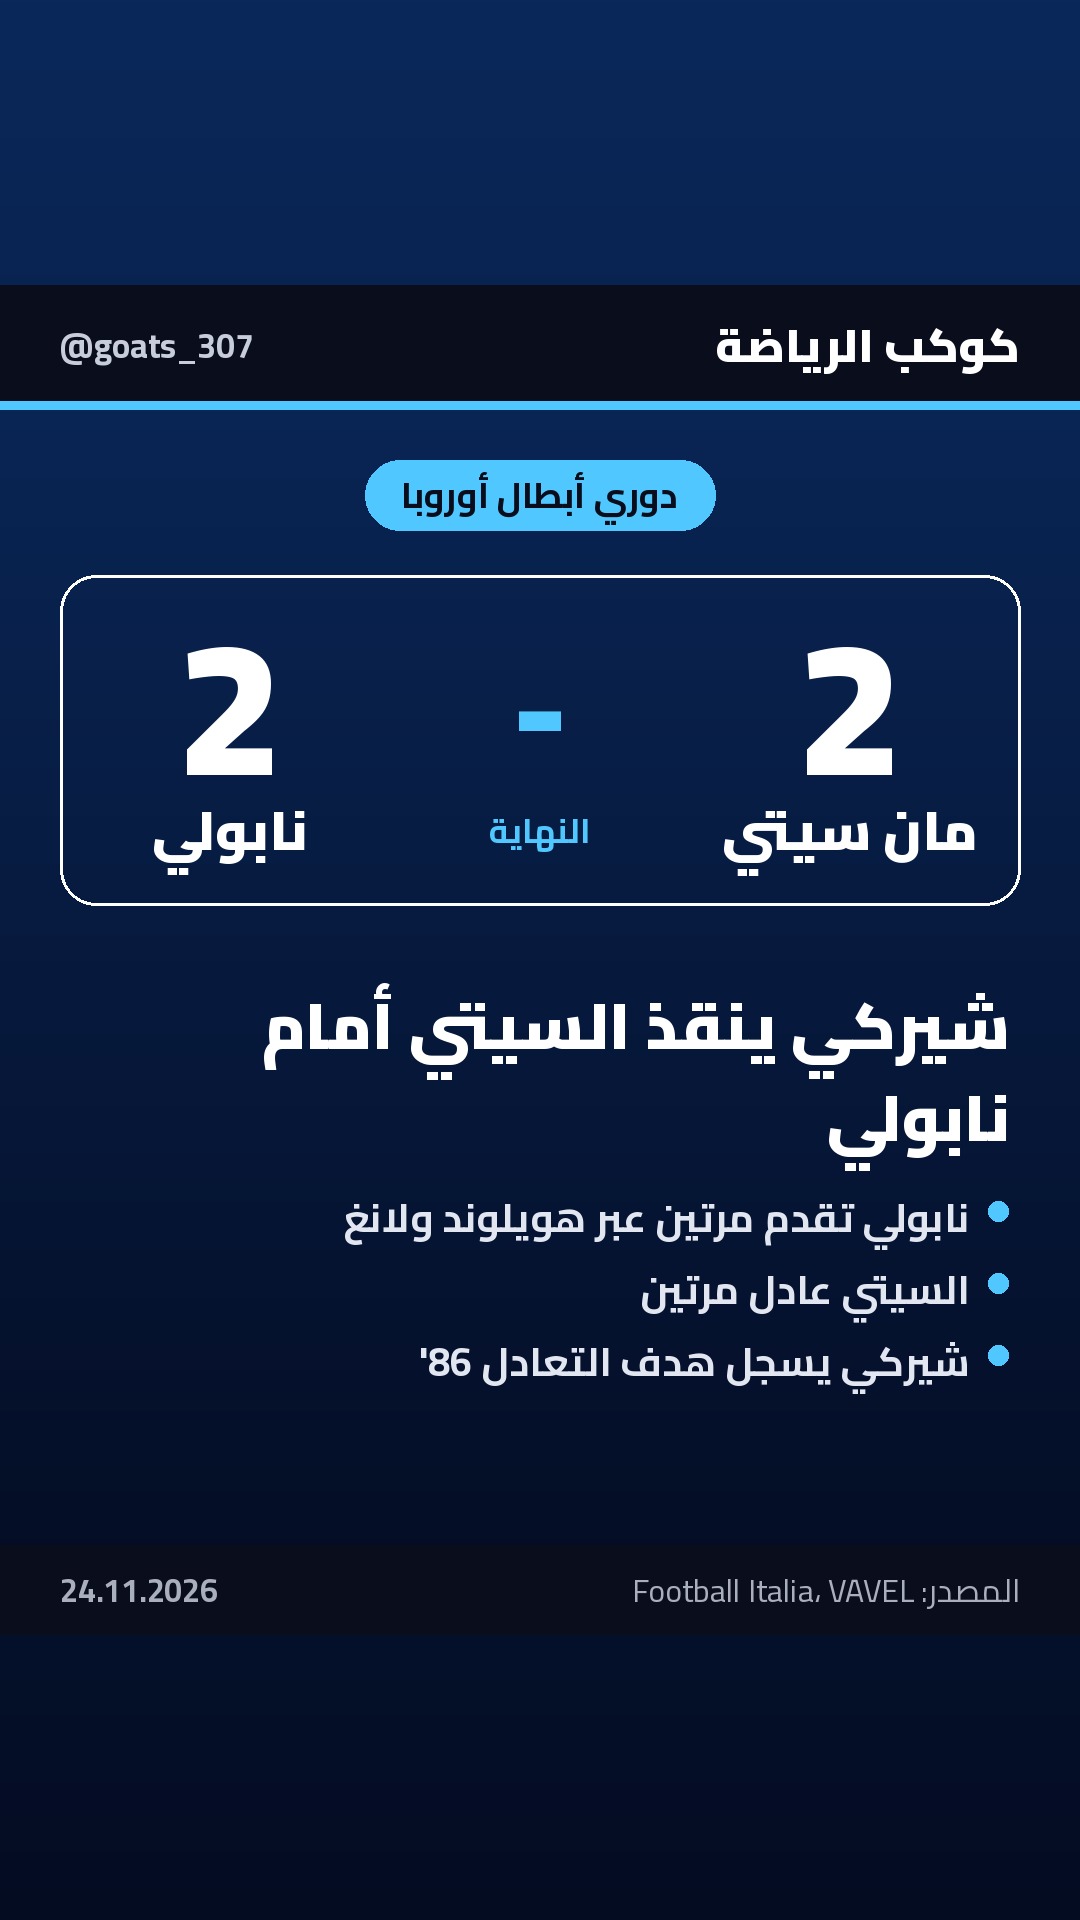 كوكب الرياضة
@goats_307
دوري أبطال أوروبا
2 - 2
مان سيتي النهاية نابولي
شيركي ينقذ السيتي أمام
نابولي
نابولي تقدم مرتين عبر هويلوند ولانغ
السيتي عادل مرتين
شيركي يسجل هدف التعادل 86'
المصدر: Football Italia، VAVEL
24.11.2026